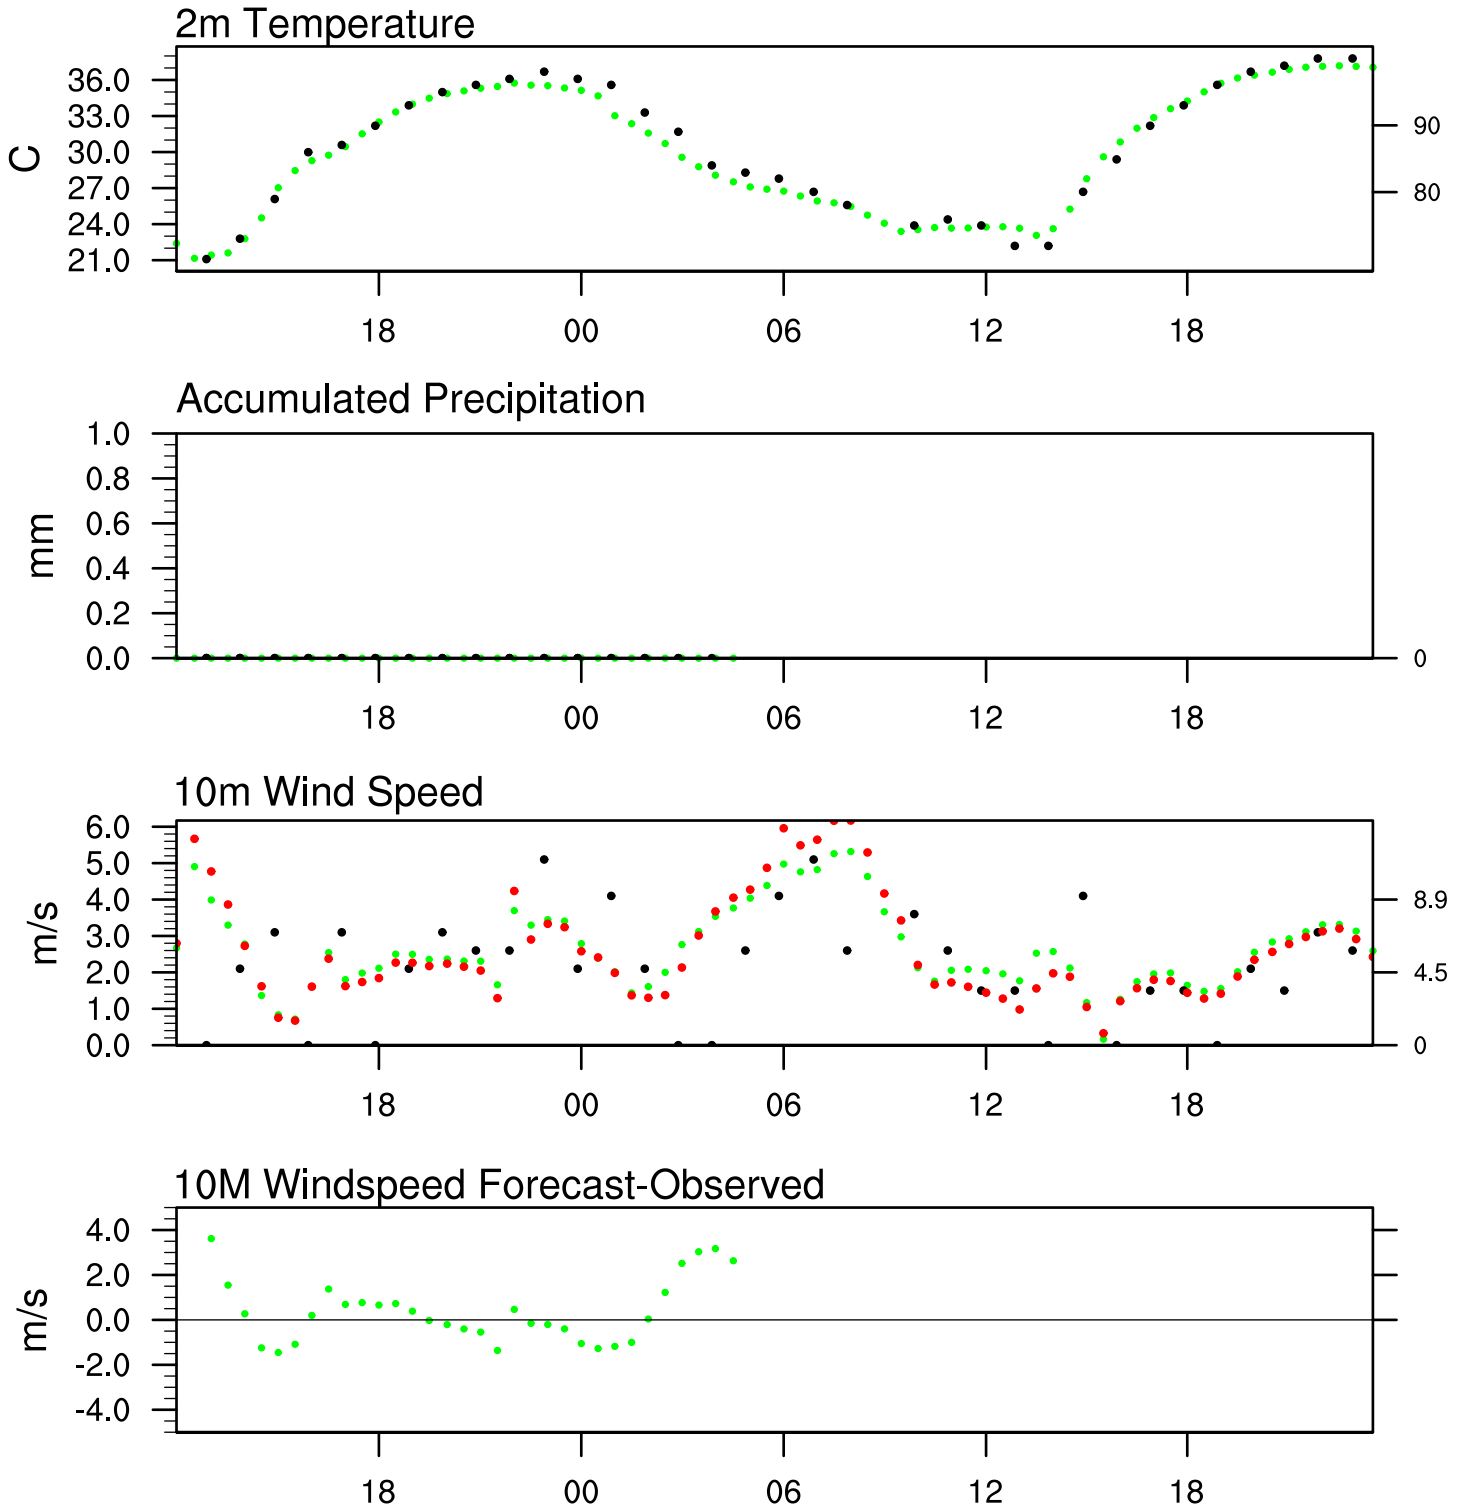 2m Temperature
36.0
33.0
30.0
27.0
24.0
21.0
C
90
80
18 00 06 12 18
Accumulated Precipitation
1.0
0.8
0.6
0.4
0.2
0.0
mm
0
18 00 06 12 18
10m Wind Speed
6.0
5.0
4.0
3.0
2.0
1.0
0.0
m/s
8.9
4.5
0
18 00 06 12 18
10M Windspeed Forecast-Observed
4.0
2.0
0.0
-2.0
-4.0
m/s
18 00 06 12 18